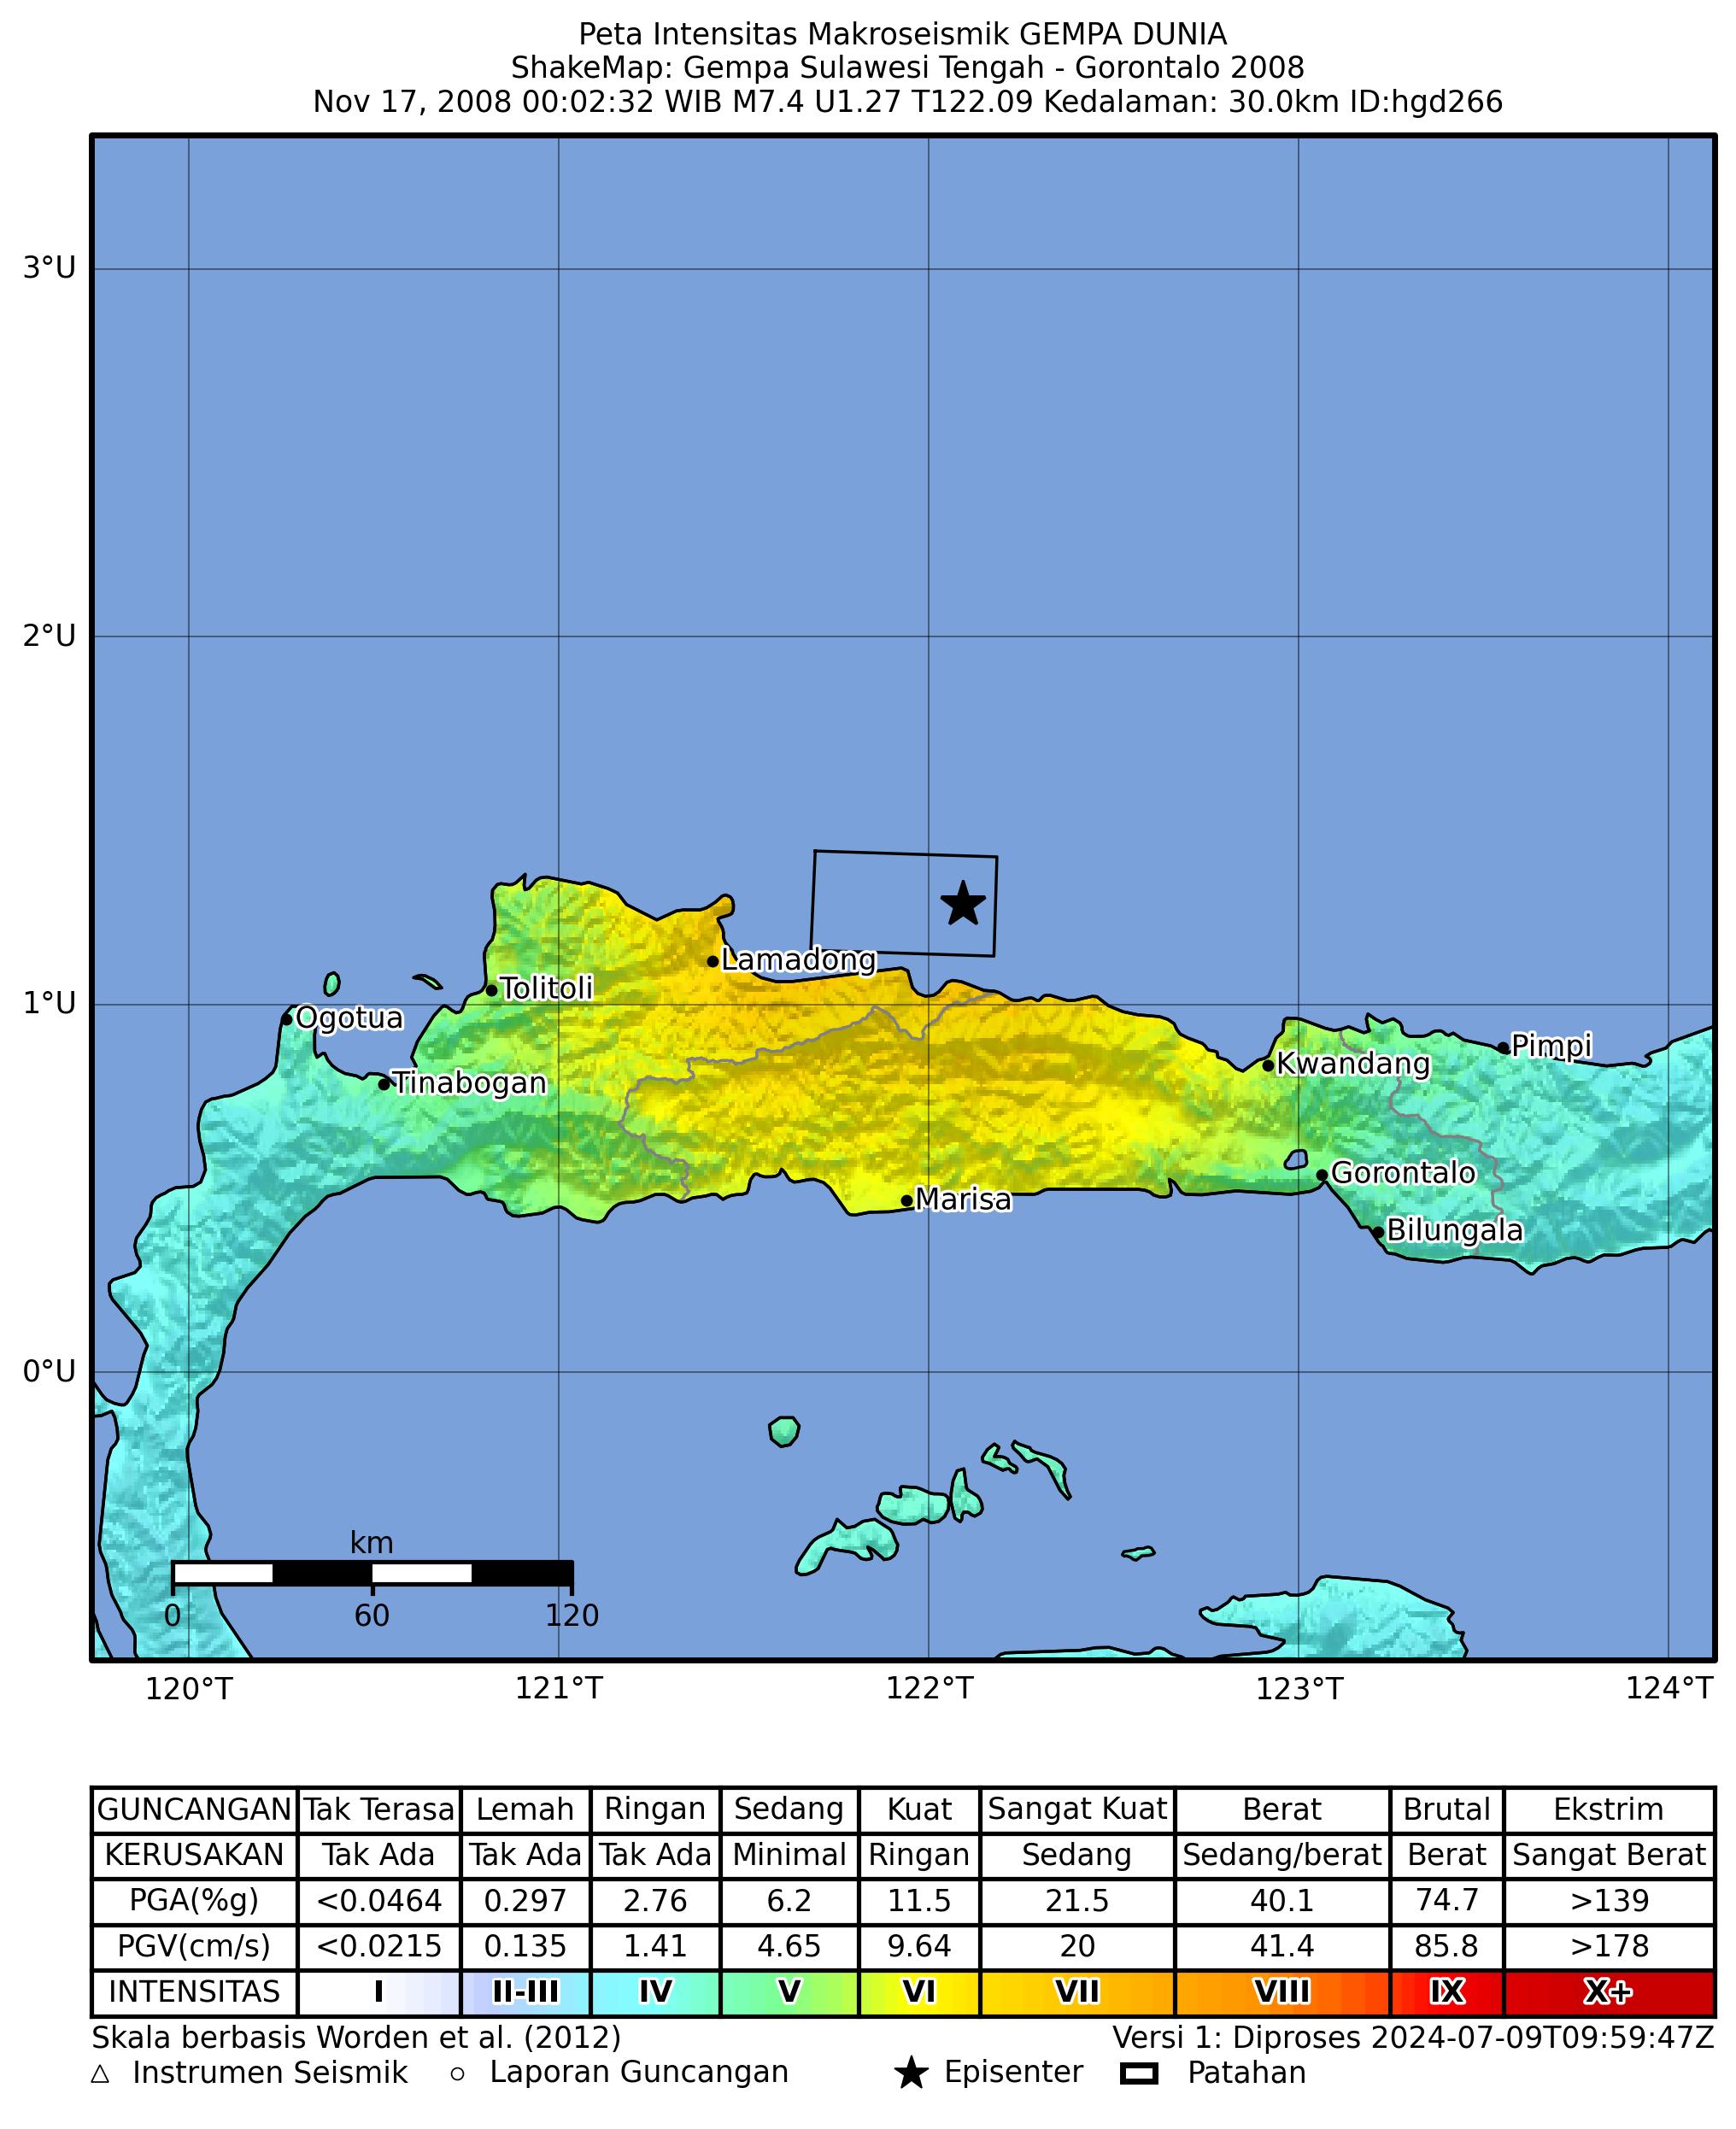 Peta Intensitas Makroseismik GEMPA DUNIA
ShakeMap: Gempa Sulawesi Tengah - Gorontalo 2008
Nov 17, 2008 00:02:32 WIB M7.4 U1.27 T122.09 Kedalaman: 30.0km ID:hgd266
3°U
2°U
1°U
0°U
Lamadong
Tolitoli
Ogotua
Pimpi
Kwandang
Tinabogan
Gorontalo
Marisa
Bilungala
km
0 60 120
120°T 121°T 122°T 123°T 124°T
GUNCANGAN Tak Terasa Lemah Ringan Sedang Kuat Sangat Kuat Berat Brutal Ekstrim
KERUSAKAN Tak Ada Tak Ada Tak Ada Minimal Ringan Sedang Sedang/berat Berat Sangat Berat
PGA(%g) <0.0464 0.297 2.76 6.2 11.5 21.5 40.1 74.7 >139
PGV(cm/s) <0.0215 0.135 1.41 4.65 9.64 20 41.4 85.8 >178
INTENSITAS I II-III IV V VI VII VIII IX X+
Skala berbasis Worden et al. (2012) Versi 1: Diproses 2024-07-09T09:59:47Z
Instrumen Seismik Laporan Guncangan Episenter Patahan